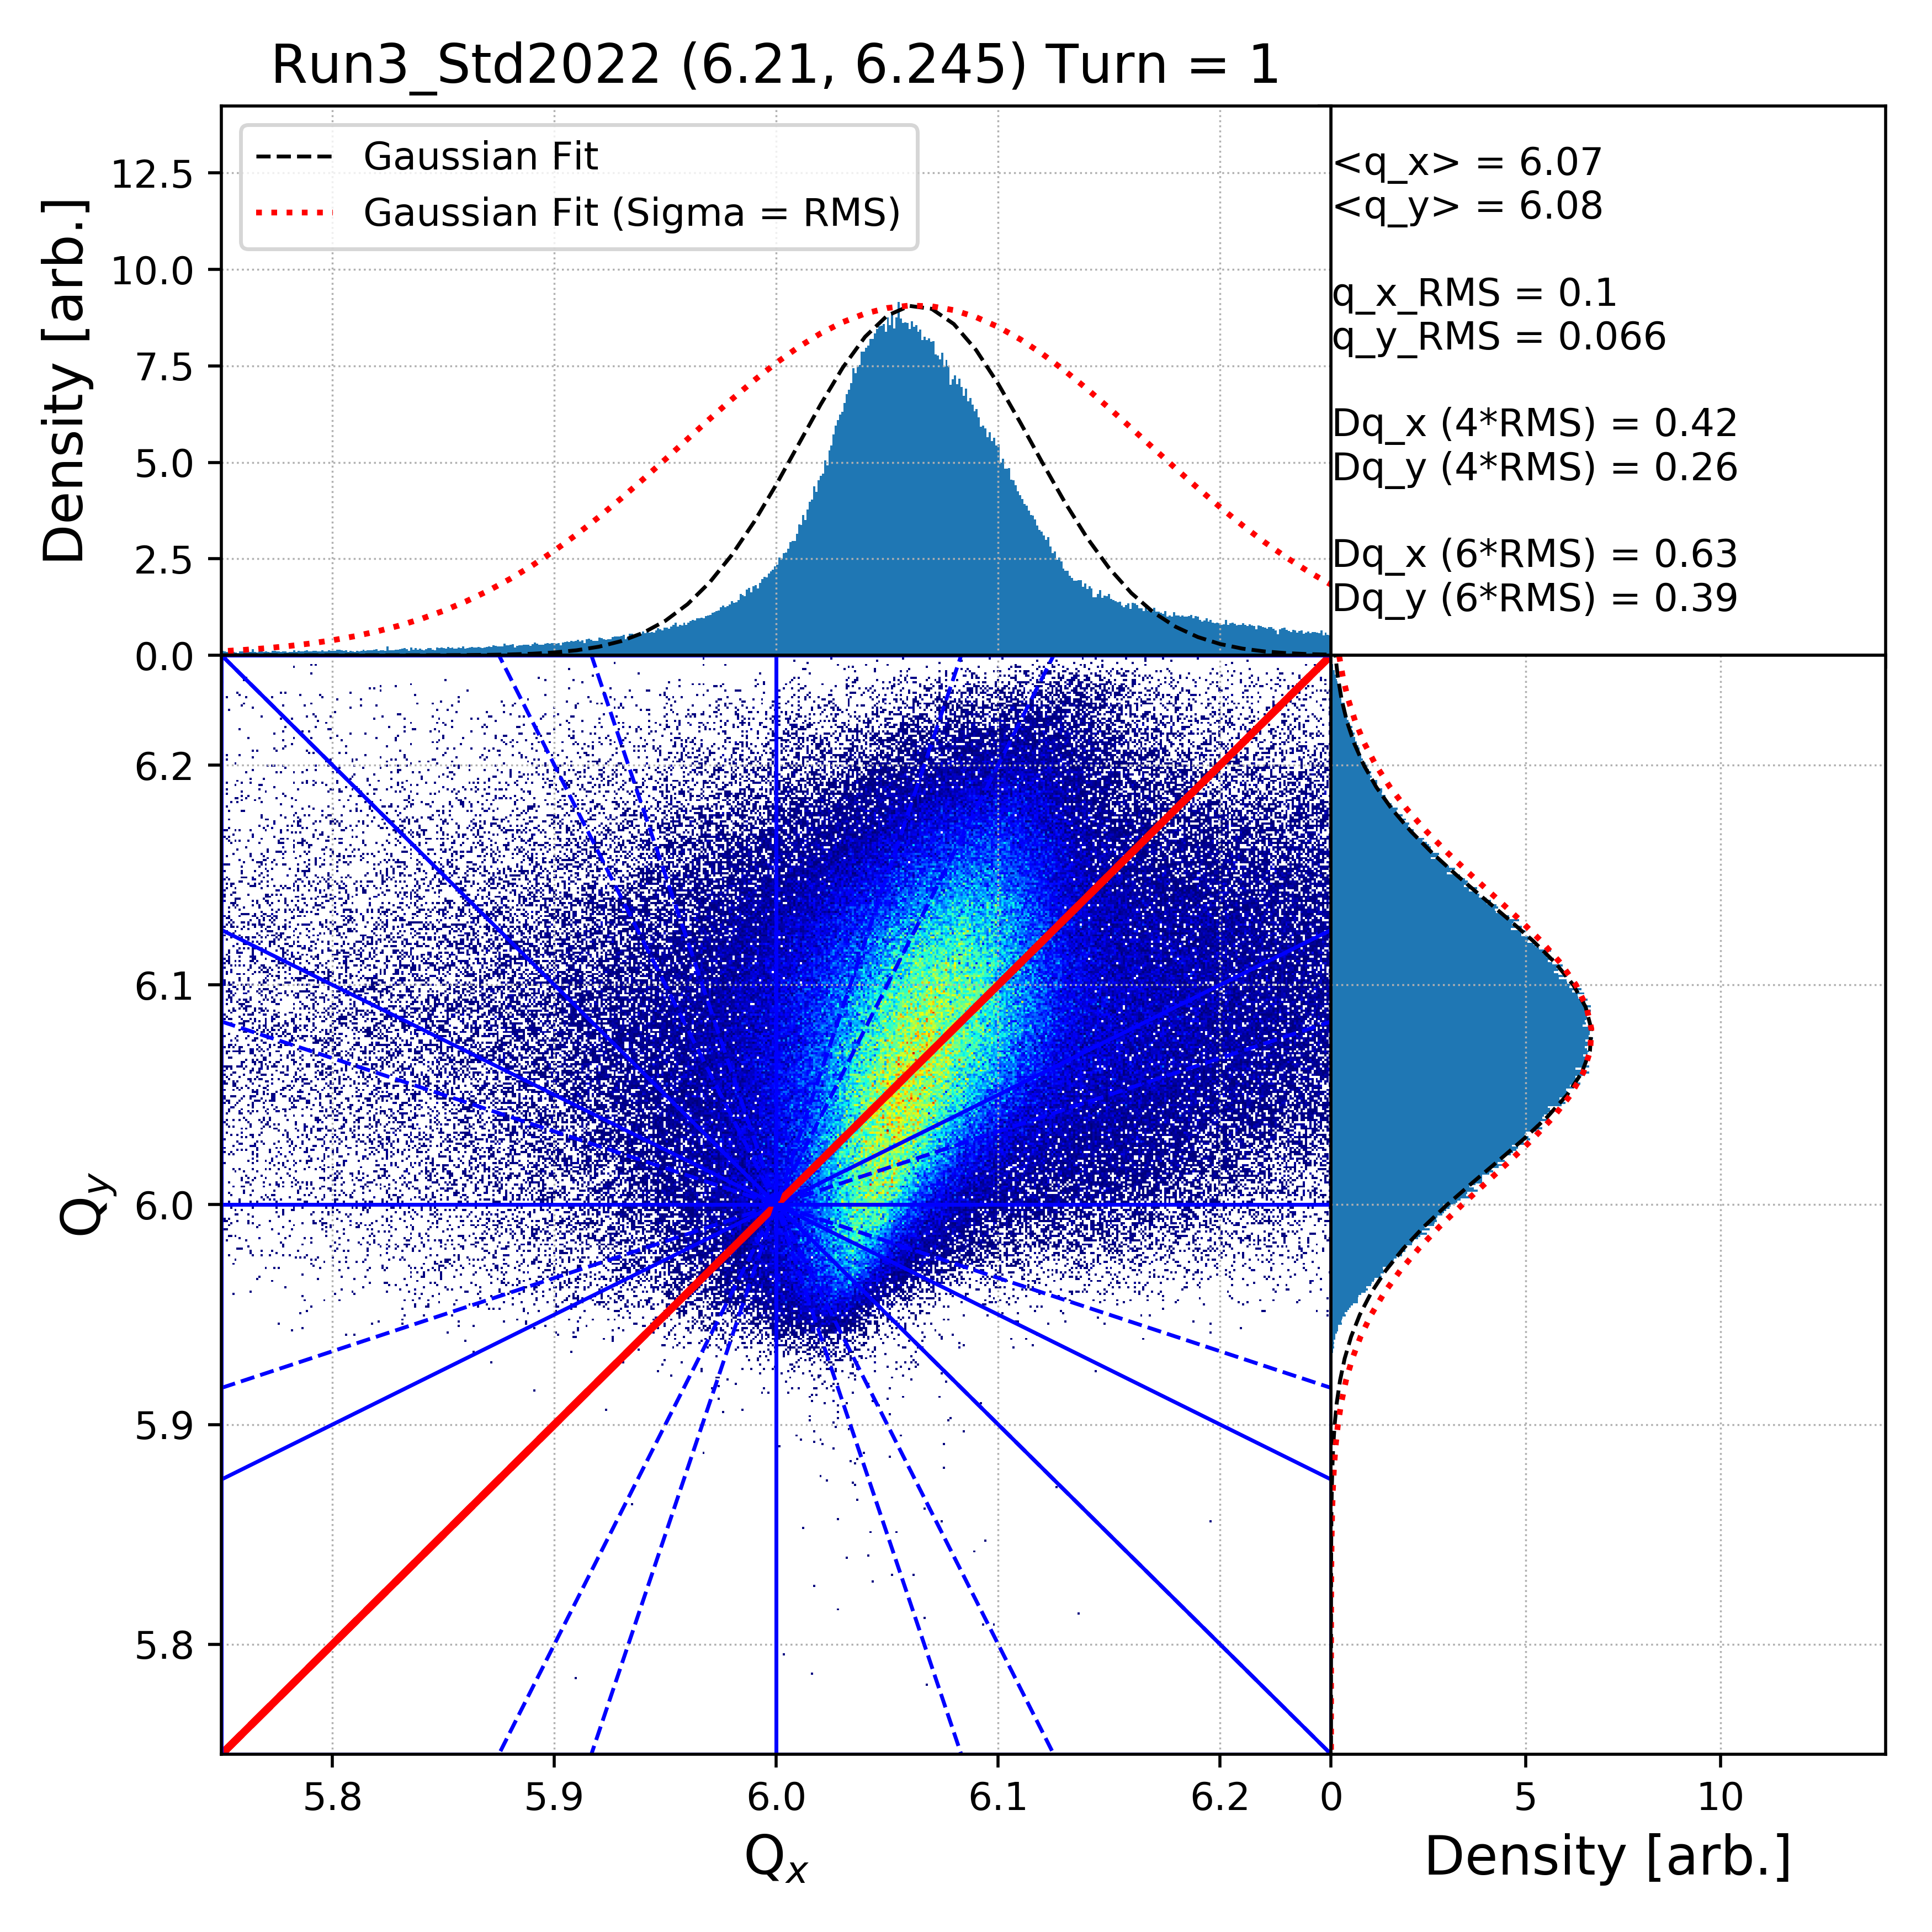 Run3_Std2022 (6.21, 6.245) Turn = 1
Density [arb.]
12.5
10.0
7.5
5.0
2.5
0.0
Gaussian Fit
Gaussian Fit (Sigma = RMS)
<q_x> = 6.07
<q_y> = 6.08
q_x_RMS = 0.1
q_y_RMS = 0.066
Dq_x (4*RMS) = 0.42
Dq_y (4*RMS) = 0.26
Dq_x (6*RMS) = 0.63
Dq_y (6*RMS) = 0.39
Qy
6.2
6.1
6.0
5.9
5.8
5.8 5.9 6.0 6.1 6.2 0 5 10
Qx Density [arb.]